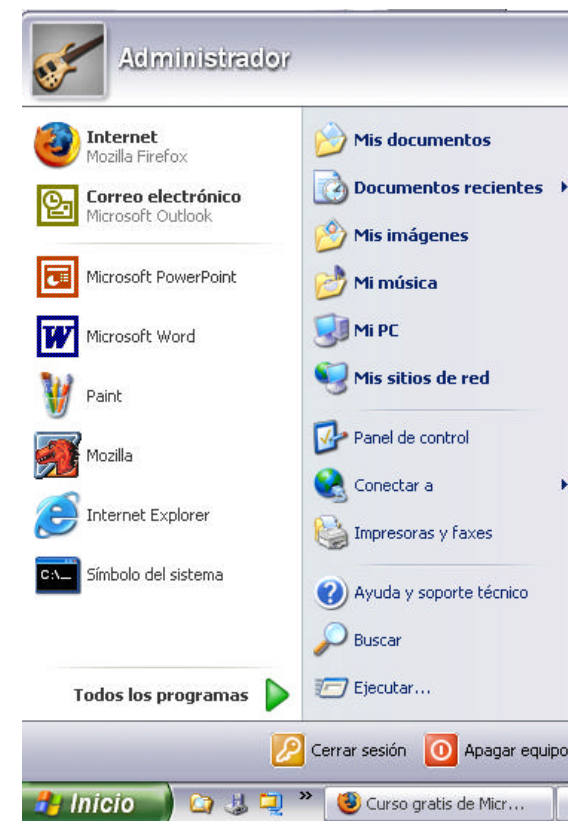 Administrador
Internet
Mozilla Firefox
Correo electrónico
Microsoft Outlook
Microsoft PowerPoint
Microsoft Word
Paint
Mozilla
Internet Explorer
C:\_
Símbolo del sistema
Todos los programas
Mis documentos
Documentos recientes
Mis imágenes
Mi música
Mi PC
Mis sitios de red
Panel de control
Conectar a
Impresoras y faxes
Ayuda y soporte técnico
Buscar
Ejecutar...
Cerrar sesión
Apagar equipo
Inicio
Curso gratis de Micr...